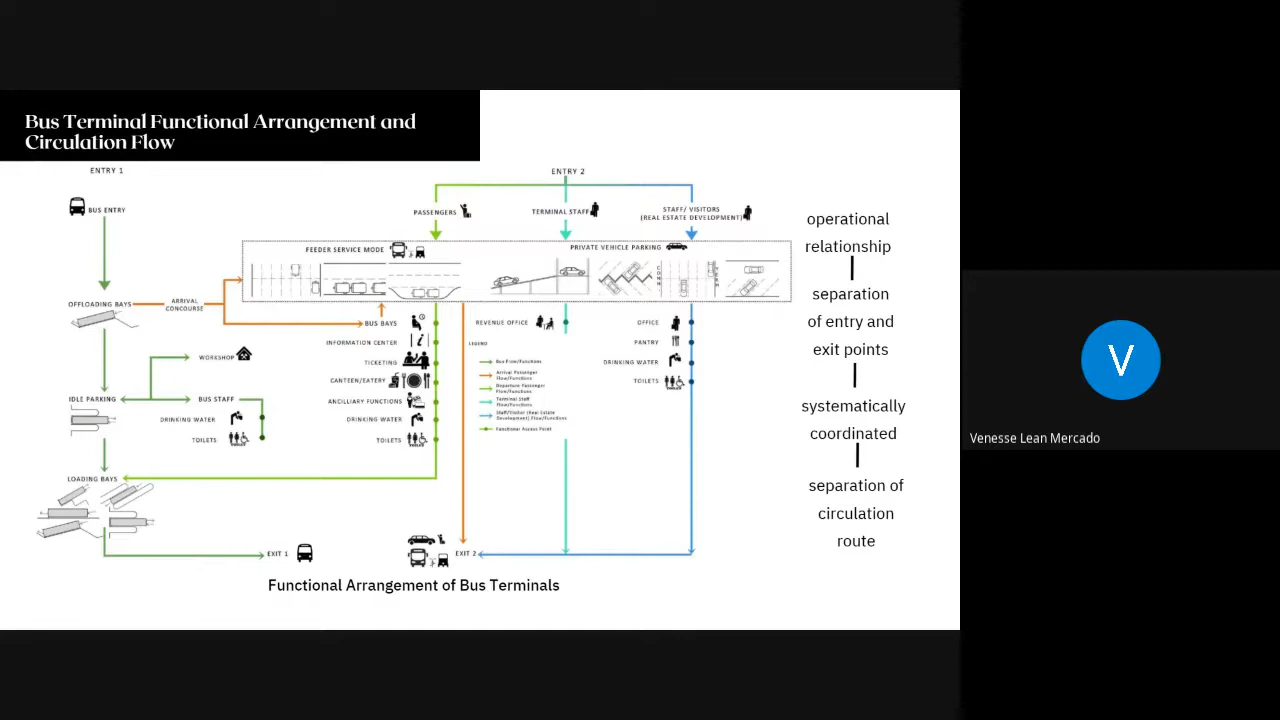 Bus Terminal Functional Arrangement and
Circulation Flow
ENTRY 1
ENTRY 2
BUS ENTRY
PASSENGERS
TERMINAL STAFF
STAFF/ VISITORS
(REAL ESTATE DEVELOPMENT)
FEEDER SERVICE MODE
PRIVATE VEHICLE PARKING
OFFLOADING BAYS
ARRIVAL
CONCOURSE
BUS BAYS
INFORMATION CENTER
TICKETING
CANTEEN/EATERY
ANCILLIARY FUNCTIONS
DRINKING WATER
TOILETS
WORKSHOP
IDLE PARKING
BUS STAFF
DRINKING WATER
TOILETS
LOADING BAYS
EXIT 1
EXIT 2
REVENUE OFFICE
LEGEND
Bus Flow/Functions
Arrival Passenger
Flow/Functions
Departure Passenger
Flow/Functions
Terminal Staff
Flow/Functions
Staff/Visitor (Real Estate
Development) Flow/Functions
Functional Access Point
OFFICE
PANTRY
DRINKING WATER
TOILETS
Functional Arrangement of Bus Terminals
operational
relationship
separation
of entry and
exit points
systematically
coordinated
separation of
circulation
route
V
Venesse Lean Mercado